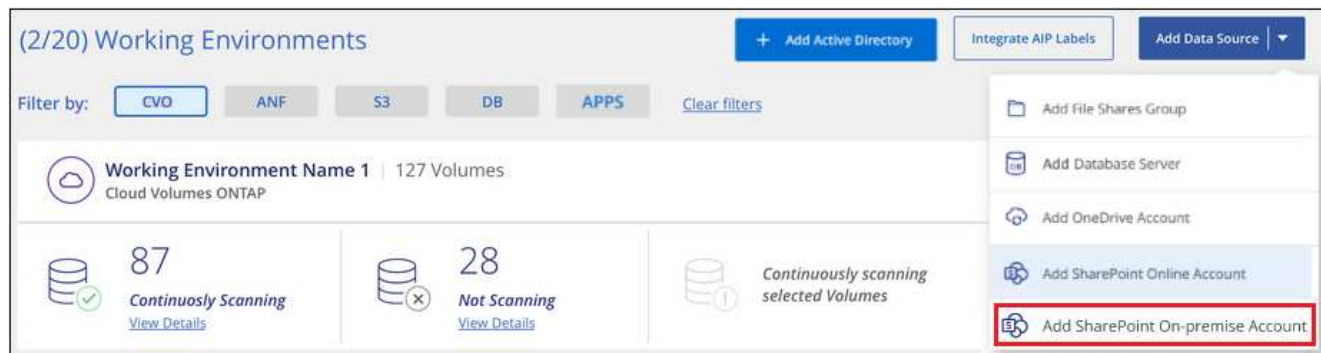 (2/20) Working Environments
+ Add Active Directory
Integrate AIP Labels
Add Data Source
Filter by:
CVO
ANF
S3
DB
APPS
Clear filters
Add File Shares Group
DB
Add Database Server
Working Environment Name 1 | 127 Volumes
Cloud Volumes ONTAP
Add OneDrive Account
87
Continuosly Scanning
View Details
28
Not Scanning
View Details
Continuously scanning
selected Volumes
Add SharePoint Online Account
Add SharePoint On-premise Account